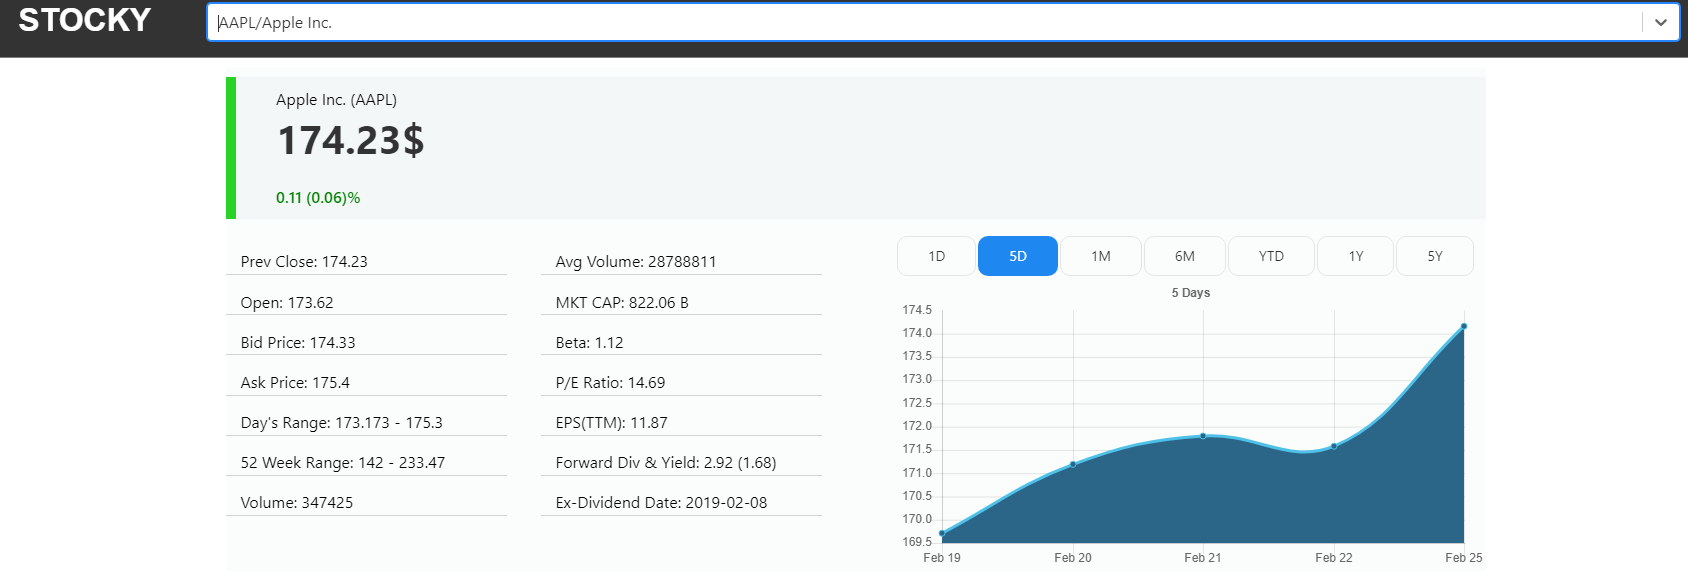 STOCKY
AAPL/Apple Inc.
Apple Inc. (AAPL)
174.23$
0.11 (0.06)%
Prev Close: 174.23
Open: 173.62
Bid Price: 174.33
Ask Price: 175.4
Day's Range: 173.173 - 175.3
52 Week Range: 142 - 233.47
Volume: 347425
Avg Volume: 28788811
MKT CAP: 822.06 B
Beta: 1.12
P/E Ratio: 14.69
EPS(TTM): 11.87
Forward Div & Yield: 2.92 (1.68)
Ex-Dividend Date: 2019-02-08
1D 5D 1M 6M YTD 1Y 5Y
5 Days
174.5
174.0
173.5
173.0
172.5
172.0
171.5
171.0
170.5
170.0
169.5
Feb 19 Feb 20 Feb 21 Feb 22 Feb 25